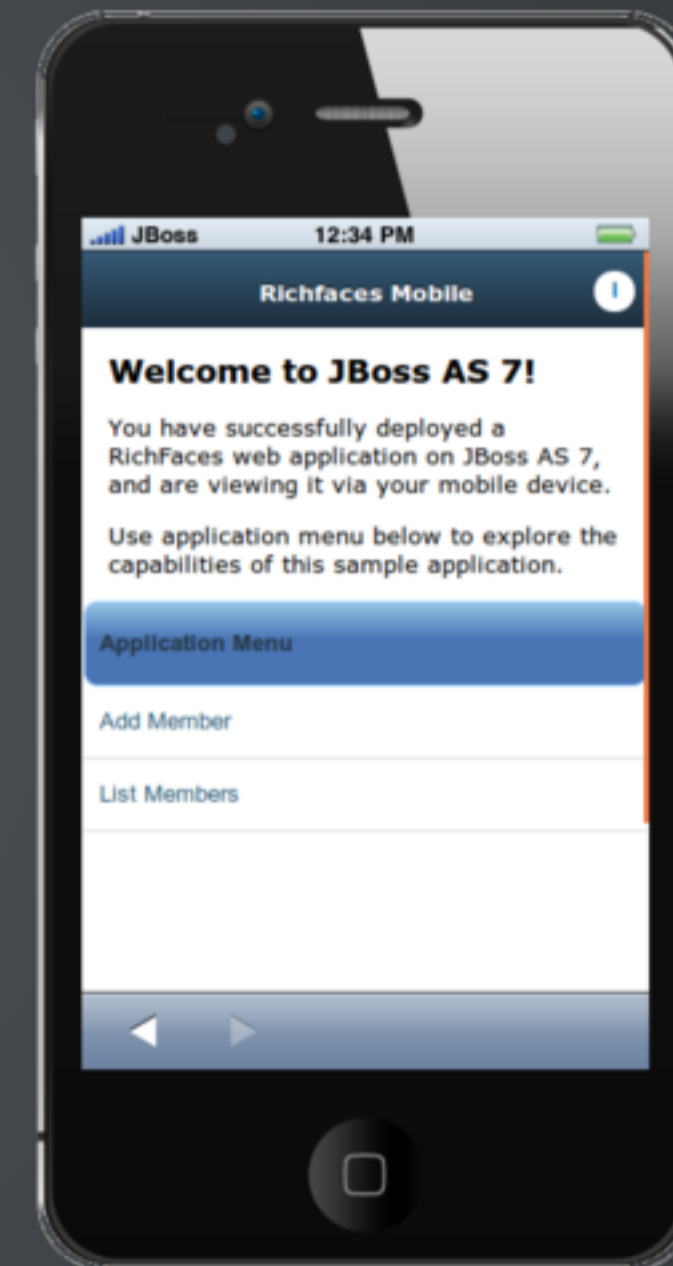 JBoss 12:34 PM
Richfaces Mobile
I
Welcome to JBoss AS 7!
You have successfully deployed a
RichFaces web application on JBoss AS 7,
and are viewing it via your mobile device.
Use application menu below to explore the
capabilities of this sample application.
Application Menu
Add Member
List Members